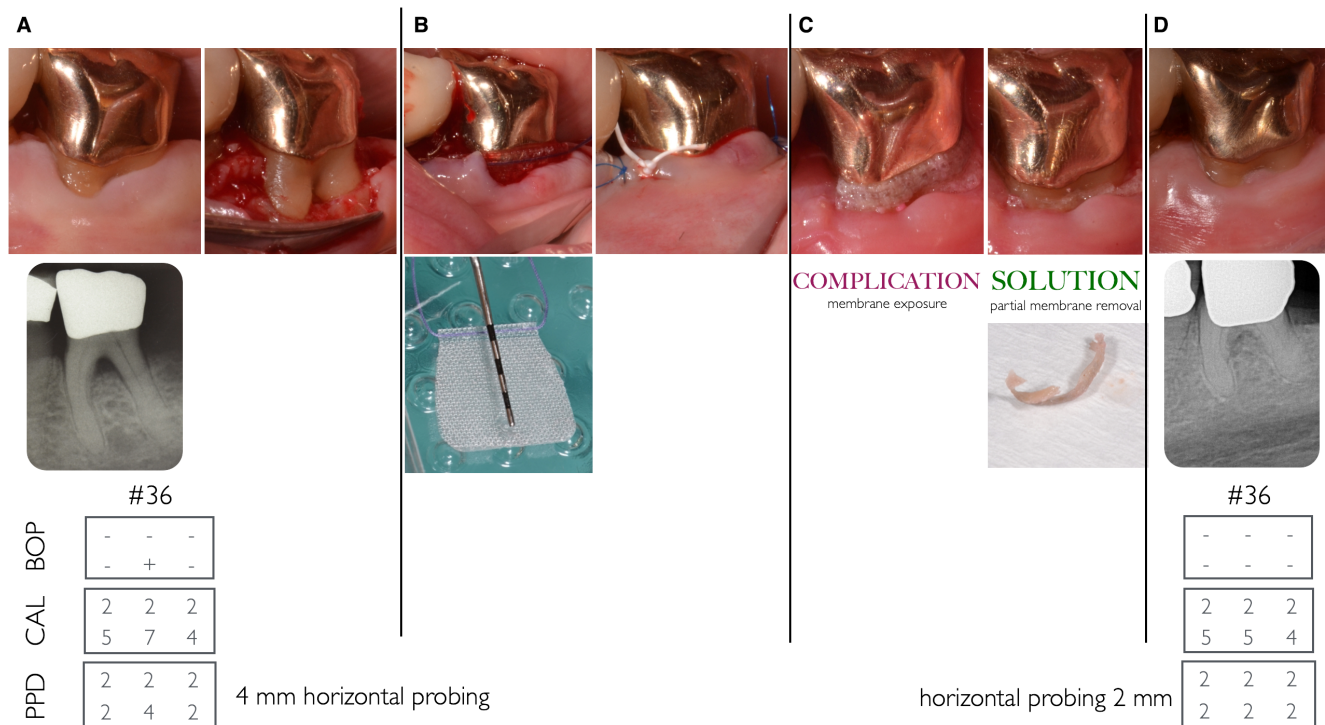 A
B
C
D
COMPLICATION
membrane exposure
SOLUTION
partial membrane removal
#36
BOP
- - -
- + -
CAL
2 2 2
5 7 4
PPD
2 2 2
2 4 2
4 mm horizontal probing
#36
- - -
- - -
2 2 2
5 5 4
horizontal probing 2 mm
2 2 2
2 2 2